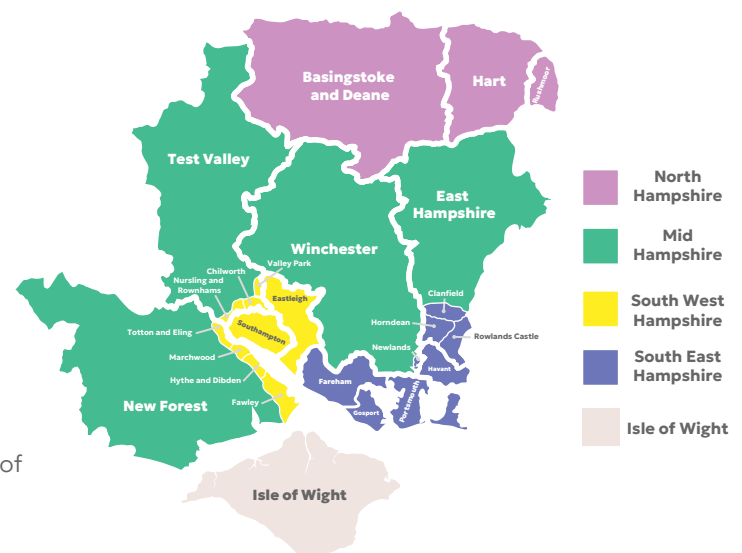 Basingstoke
and Deane
Hart
Rushmoor
Test Valley
East
Hampshire
Winchester
Valley Park
Chilworth
Nursling and
Rownhams
Eastleigh
Southampton
Totton and Eling
Marchwood
Hythe and Dibden
Fawley
New Forest
Clanfield
Horndean
Rowlands Castle
Newlands
Havant
Fareham
Gosport
Portsmouth
Isle of Wight
of
North
Hampshire
Mid
Hampshire
South West
Hampshire
South East
Hampshire
Isle of Wight